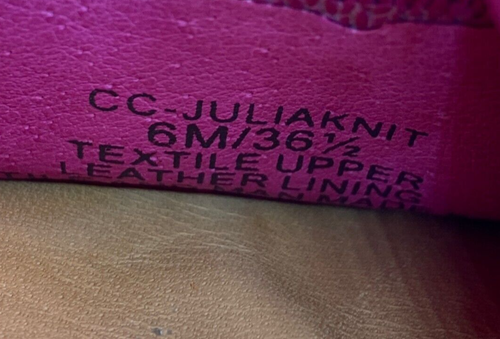 CC-JULIAKNIT
6M/36½
TEXTILE UPPER
LEATHER LINING